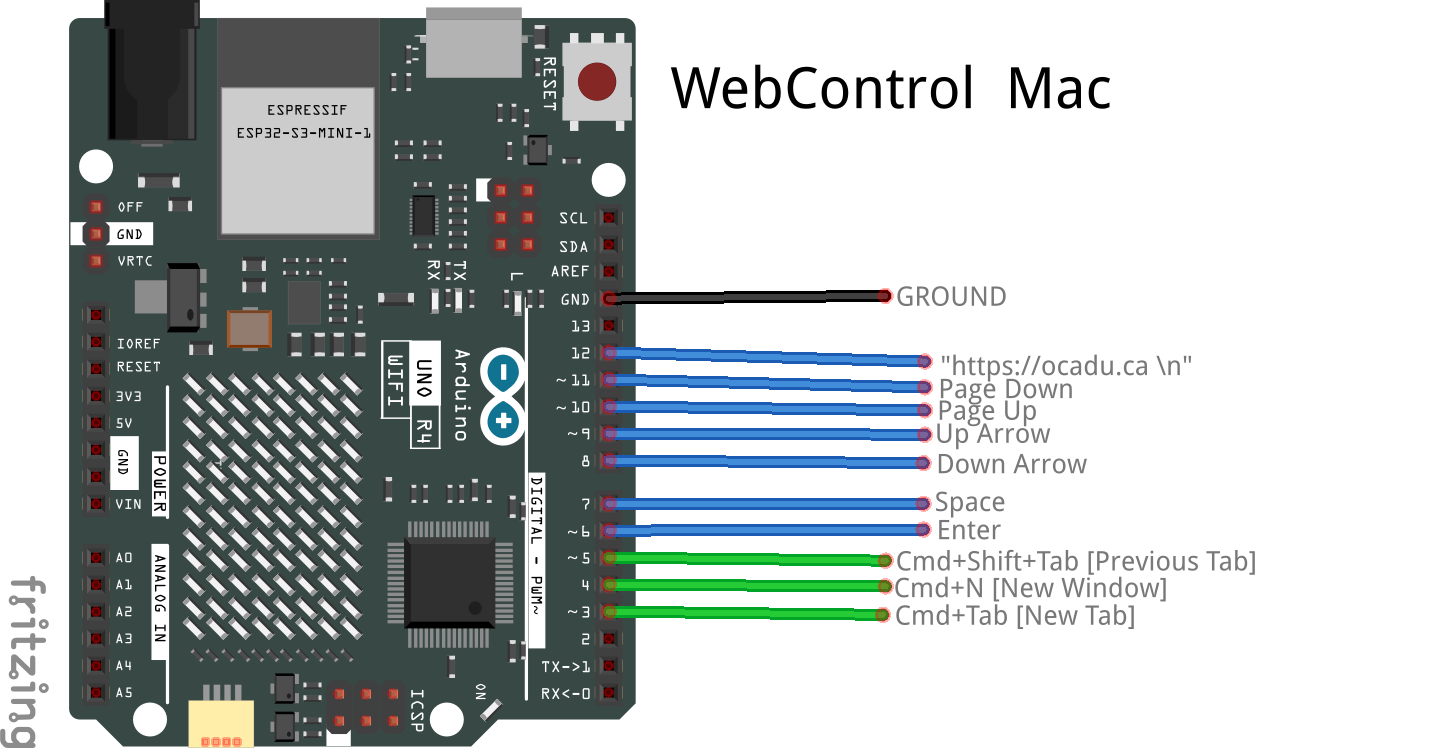 WebControl Mac
ESPRESSIF
ESP32-S3-MINI-1
RESET
OFF
GND
VRTC
IOREF
RESET
3V3
5V
GND
VIN
POWER
A0
A1
A2
A3
A4
A5
ANALOG IN
RX
TX
L
WIFI
UNO
R4
Arduino
DIGITAL - PWM~
ON
ICSP
SCL
SDA
AREF
GND GROUND
13
12 "https://ocadu.ca \n"
~11 Page Down
~10 Page Up
~9 Up Arrow
8 Down Arrow
7 Space
~6 Enter
~5 Cmd+Shift+Tab [Previous Tab]
4 Cmd+N [New Window]
~3 Cmd+Tab [New Tab]
2
TX->1
RX<-0
fritzing